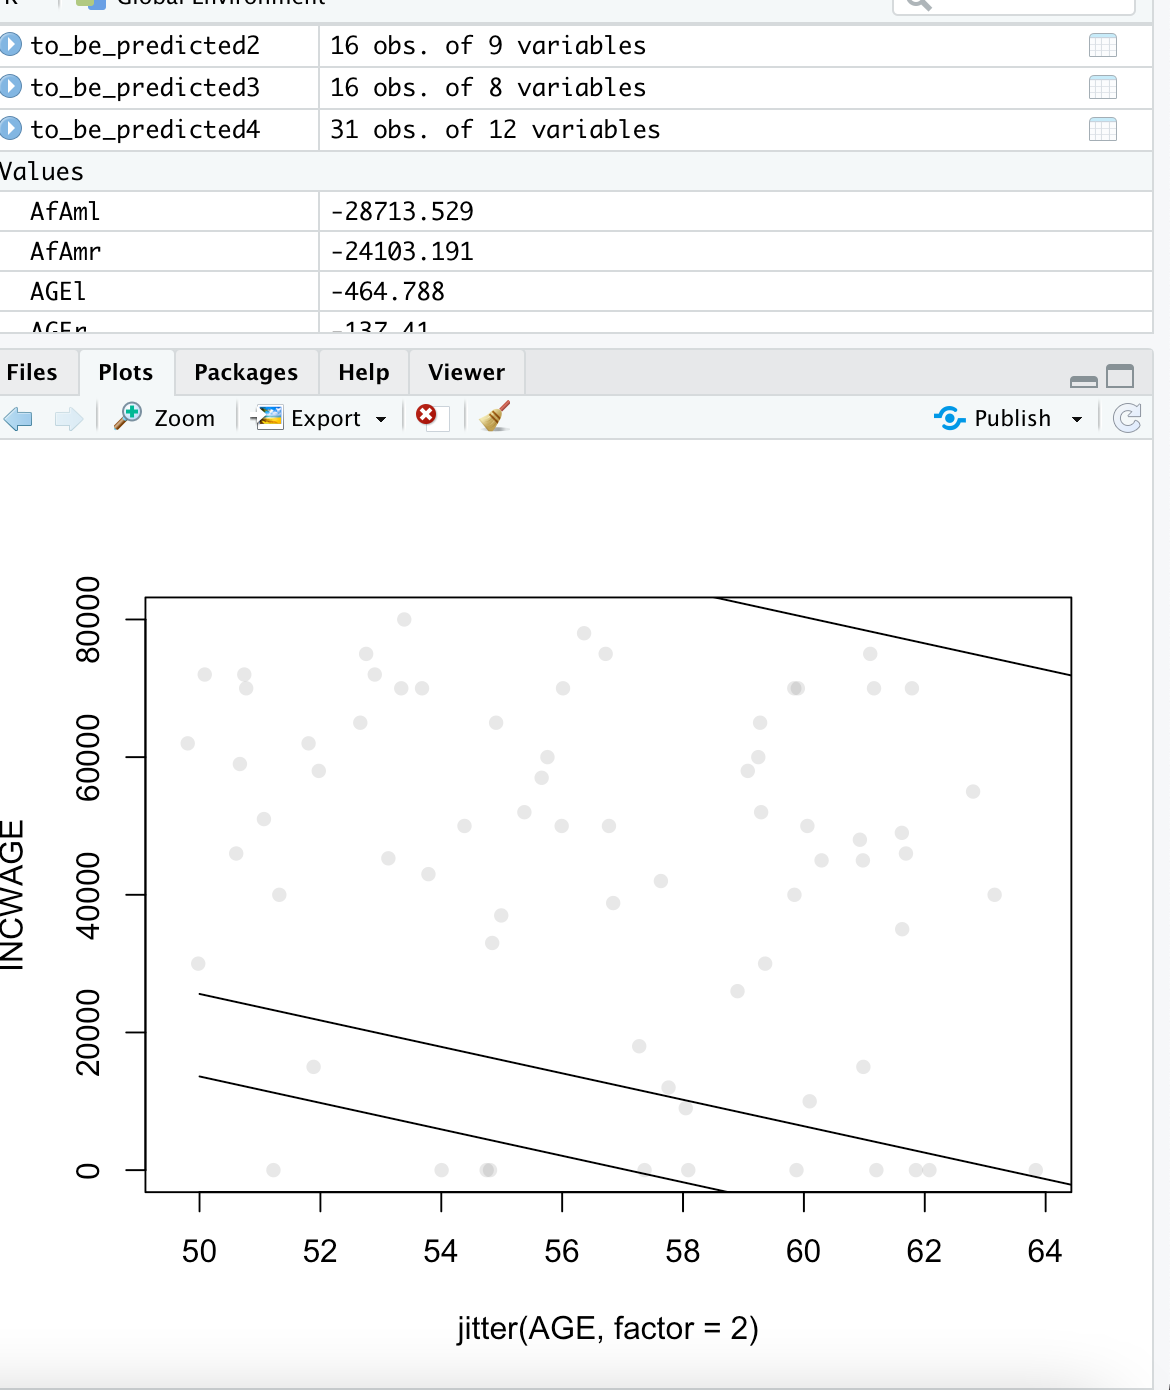 Global Environment
to_be_predicted2 16 obs. of 9 variables
to_be_predicted3 16 obs. of 8 variables
to_be_predicted4 31 obs. of 12 variables
Values
AfAml -28713.529
AfAmr -24103.191
AGEl -464.788
AGEr -137.41
Files Plots Packages Help Viewer
Zoom Export Publish
80000
60000
40000
20000
0
INCWAGE
50 52 54 56 58 60 62 64
jitter(AGE, factor = 2)